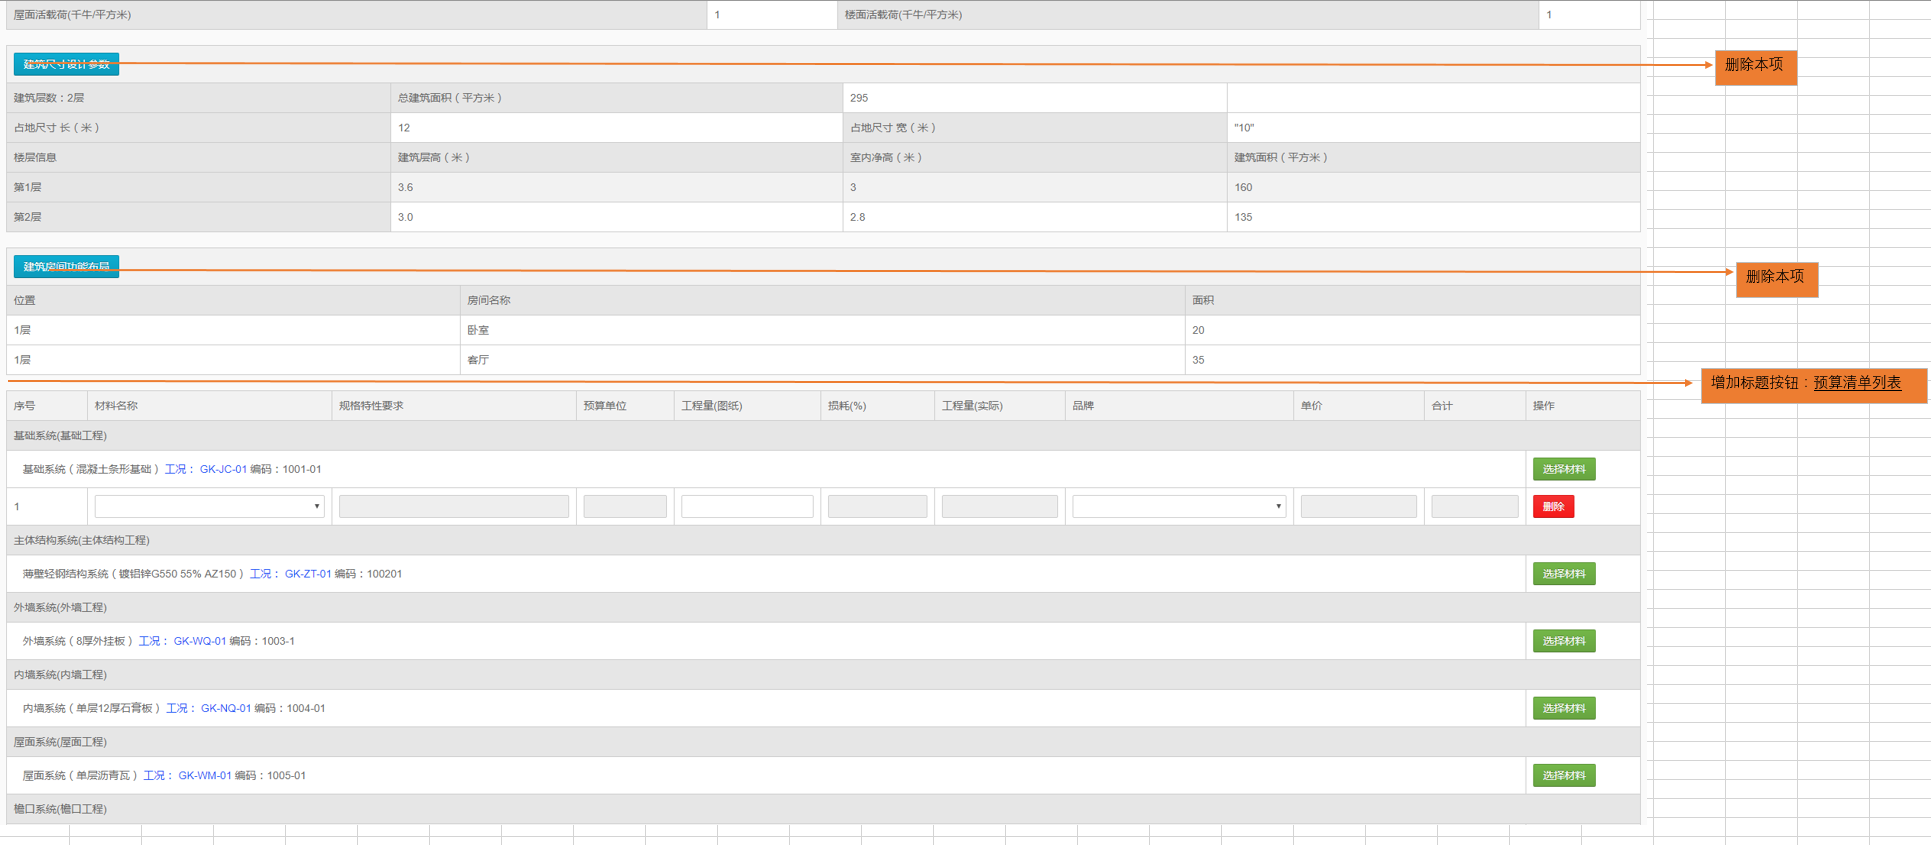 屋面活载荷(千牛/平方米) 1 楼面活载荷(千牛/平方米) 1
建筑尺寸设计参数 删除本项
建筑层数：2层 总建筑面积（平方米） 295
占地尺寸 长（米） 12 占地尺寸 宽（米） "10"
楼层信息 建筑层高（米） 室内净高（米） 建筑面积（平方米）
第1层 3.6 3 160
第2层 3.0 2.8 135
建筑房间功能布局 删除本项
位置 房间名称 面积
1层 卧室 20
1层 客厅 35
增加标题按钮：预算清单列表
序号 材料名称 规格特性要求 预算单位 工程量(图纸) 损耗(%) 工程量(实际) 品牌 单价 合计 操作
基础系统(基础工程)
基础系统（混凝土条形基础） 工况： GK-JC-01 编码：1001-01 选择材料
1 删除
主体结构系统(主体结构工程)
薄壁轻钢结构系统（镀铝锌G550 55% AZ150） 工况： GK-ZT-01 编码：100201 选择材料
外墙系统(外墙工程)
外墙系统（8厚外挂板） 工况： GK-WQ-01 编码：1003-1 选择材料
内墙系统(内墙工程)
内墙系统（单层12厚石膏板） 工况： GK-NQ-01 编码：1004-01 选择材料
屋面系统(屋面工程)
屋面系统（单层沥青瓦） 工况： GK-WM-01 编码：1005-01 选择材料
檐口系统(檐口工程)